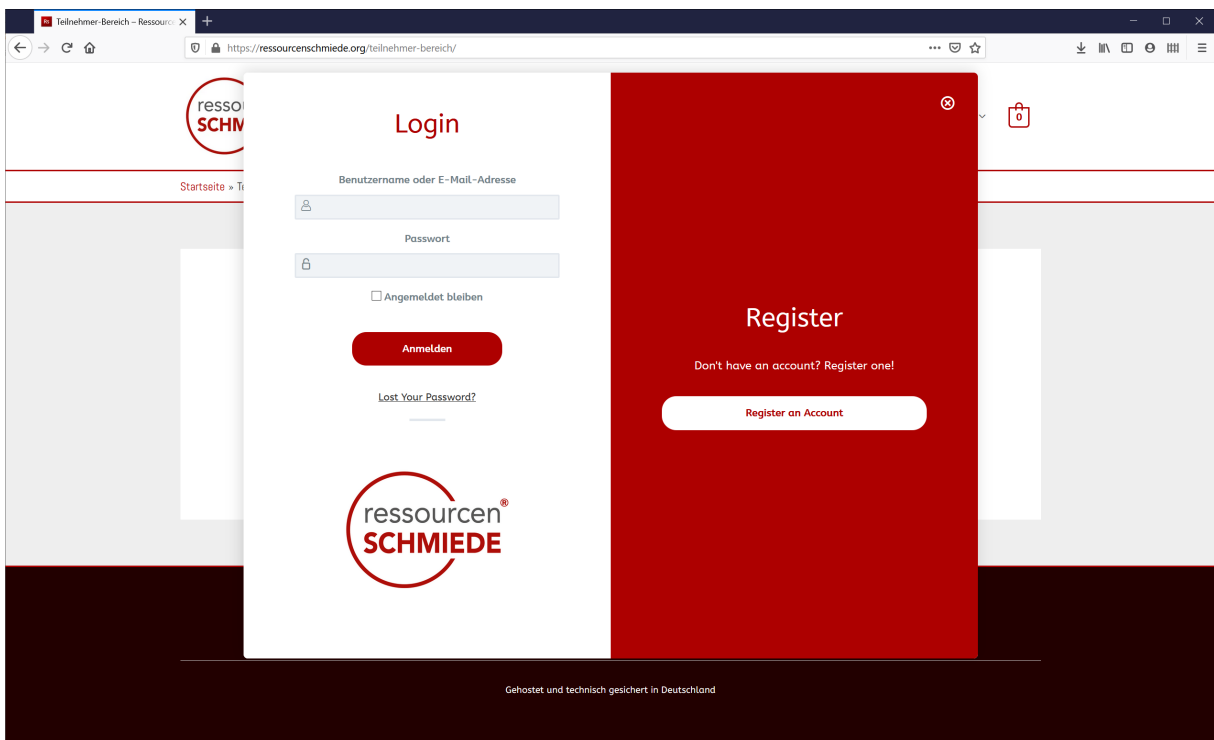 Teilnehmer-Bereich ~ Ressourc
https://ressourcenschmiede.org/teilnehmer-bereich/
resso
SCHM
0
Startseite » Te
Login
Benutzername oder E-Mail-Adresse
Passwort
Angemeldet bleiben
Anmelden
Lost Your Password?
ressourcen®
SCHMIEDE
Register
Don't have an account? Register one!
Register an Account
Gehostet und technisch gesichert in Deutschland